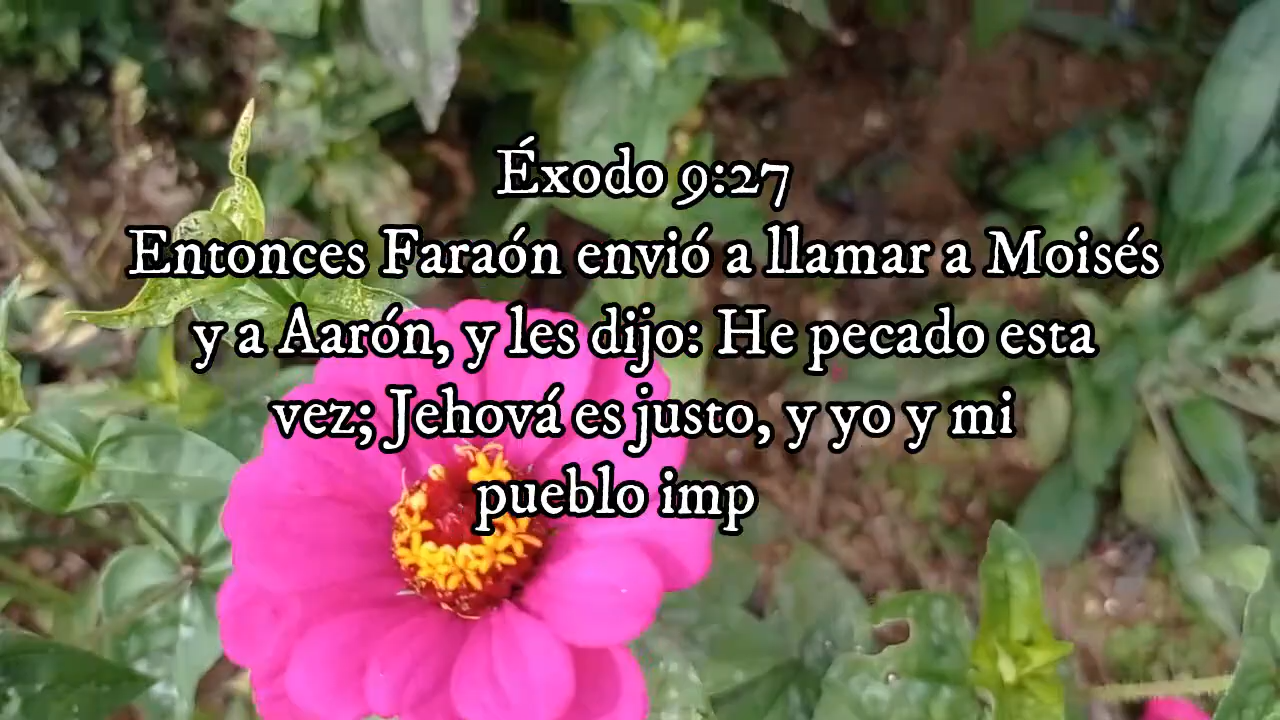 Éxodo 9:27
Entonces Faraón envió a llamar a Moisés
y a Aarón, y les dijo: He pecado esta
vez; Jehová es justo, y yo y mi
pueblo imp